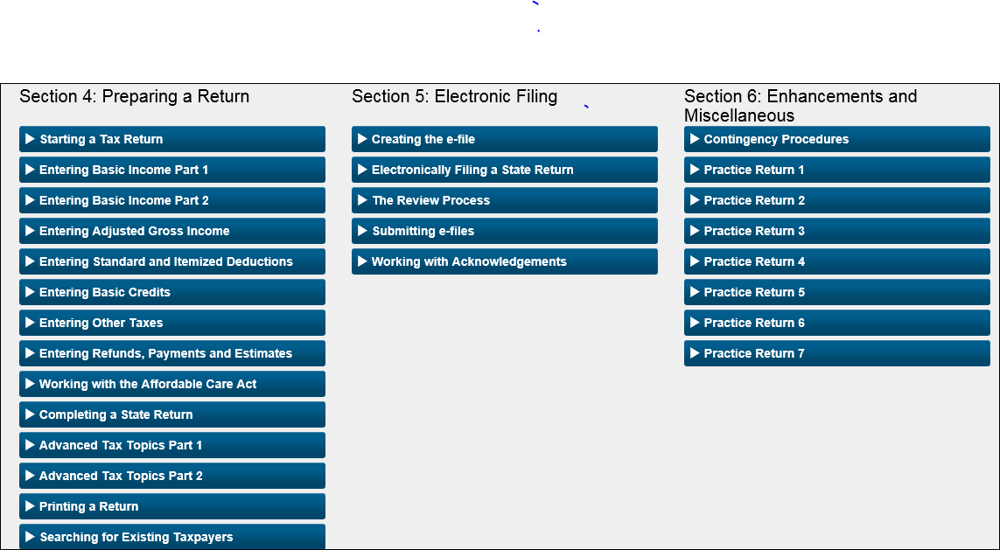 Section 4: Preparing a Return
Starting a Tax Return
Entering Basic Income Part 1
Entering Basic Income Part 2
Entering Adjusted Gross Income
Entering Standard and Itemized Deductions
Entering Basic Credits
Entering Other Taxes
Entering Refunds, Payments and Estimates
Working with the Affordable Care Act
Completing a State Return
Advanced Tax Topics Part 1
Advanced Tax Topics Part 2
Printing a Return
Searching for Existing Taxpayers
Section 5: Electronic Filing
Creating the e-file
Electronically Filing a State Return
The Review Process
Submitting e-files
Working with Acknowledgements
Section 6: Enhancements and
Miscellaneous
Contingency Procedures
Practice Return 1
Practice Return 2
Practice Return 3
Practice Return 4
Practice Return 5
Practice Return 6
Practice Return 7